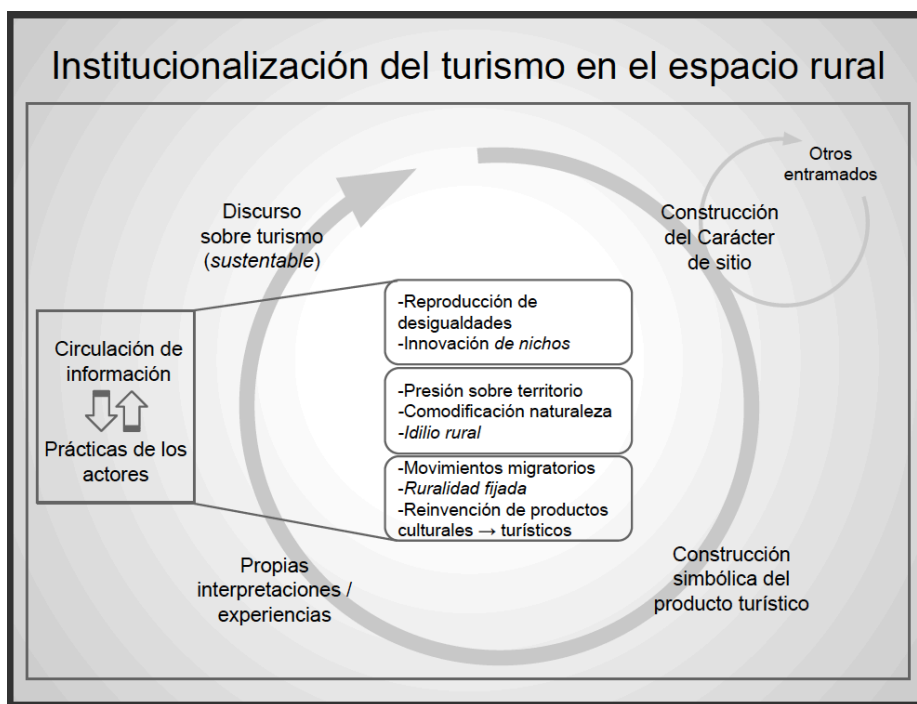 Institucionalización del turismo en el espacio rural
Otros
entramados
Discurso
sobre turismo
(sustentable)
Construcción
del Carácter
de sitio
-Reproducción de
desigualdades
-Innovación de nichos
Circulación de
información
Prácticas de los
actores
-Presión sobre territorio
-Comodificación naturaleza
-Idilio rural
-Movimientos migratorios
-Ruralidad fijada
-Reinvención de productos
culturales → turísticos
Propias
interpretaciones /
experiencias
Construcción
simbólica del
producto turístico